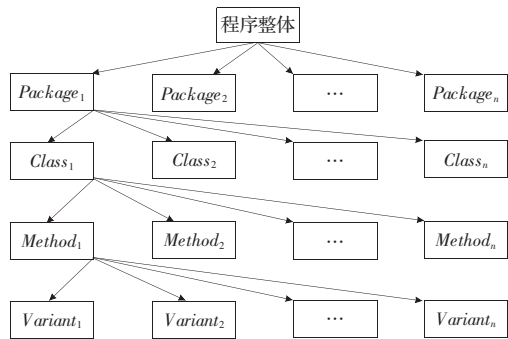 程序整体
Package₁ Package₂ ⋯ Packageₙ
Class₁ Class₂ ⋯ Classₙ
Method₁ Method₂ ⋯ Methodₙ
Variant₁ Variant₂ ⋯ Variantₙ